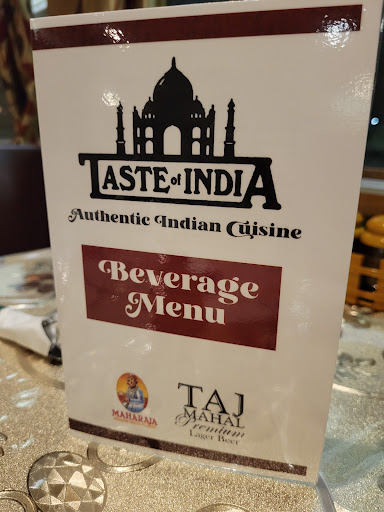 TASTE of INDIA
Authentic Indian Cuisine
Beverage
Menu
MAHARAJA
TAJ
MAHAL
Premium
Lager Beer